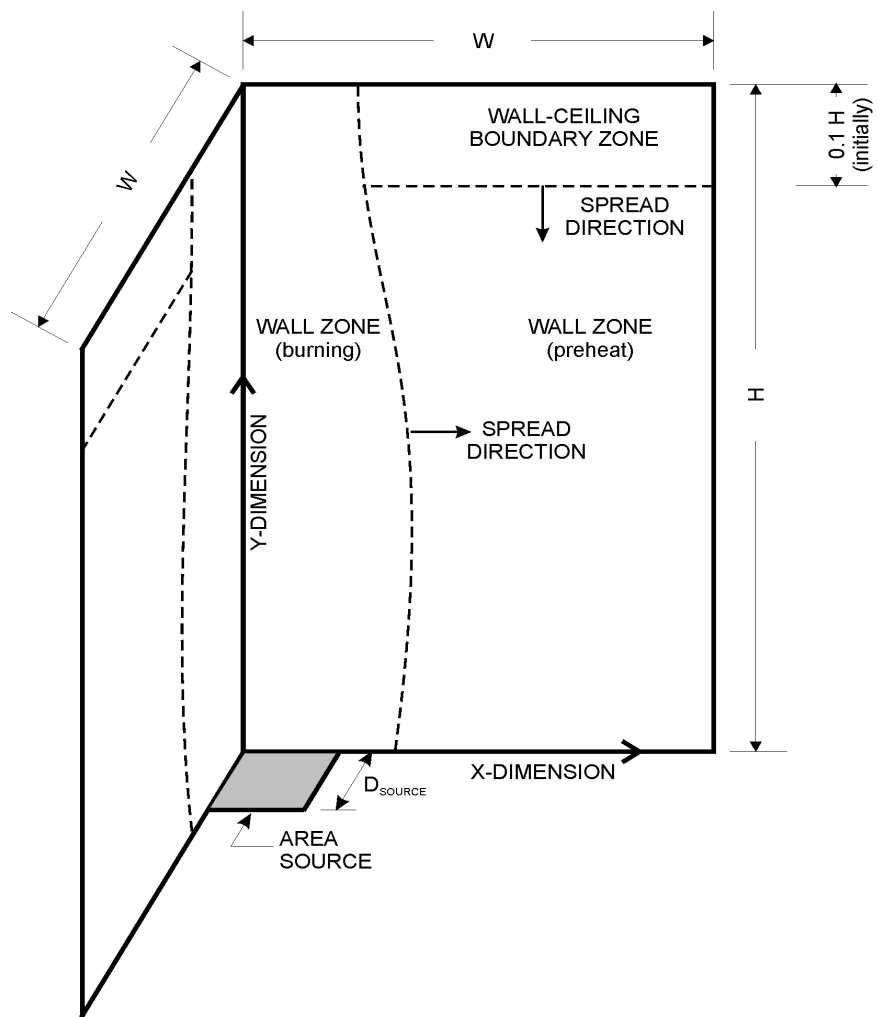 W
W
WALL-CEILING
BOUNDARY ZONE
0.1 H
(initially)
SPREAD
DIRECTION
WALL ZONE
(burning)
WALL ZONE
(preheat)
H
Y-DIMENSION
SPREAD
DIRECTION
X-DIMENSION
DSOURCE
AREA
SOURCE